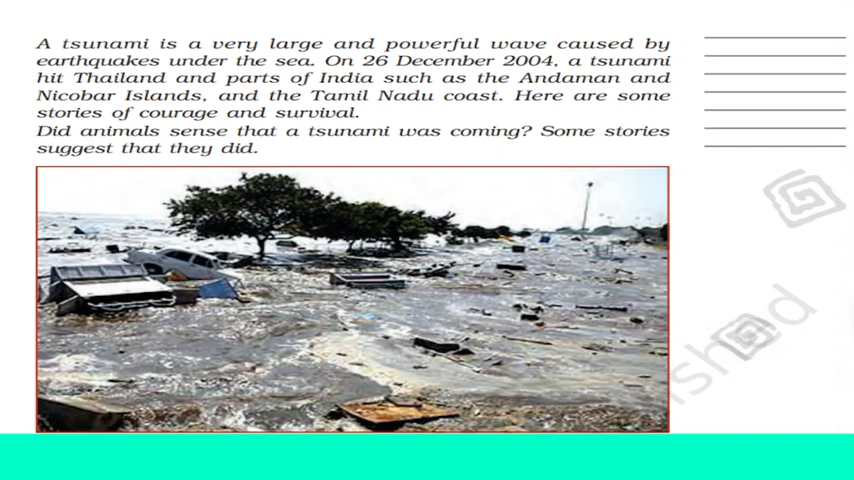 A tsunami is a very large and powerful wave caused by
earthquakes under the sea. On 26 December 2004, a tsunami
hit Thailand and parts of India such as the Andaman and
Nicobar Islands, and the Tamil Nadu coast. Here are some
stories of courage and survival.
Did animals sense that a tsunami was coming? Some stories
suggest that they did.